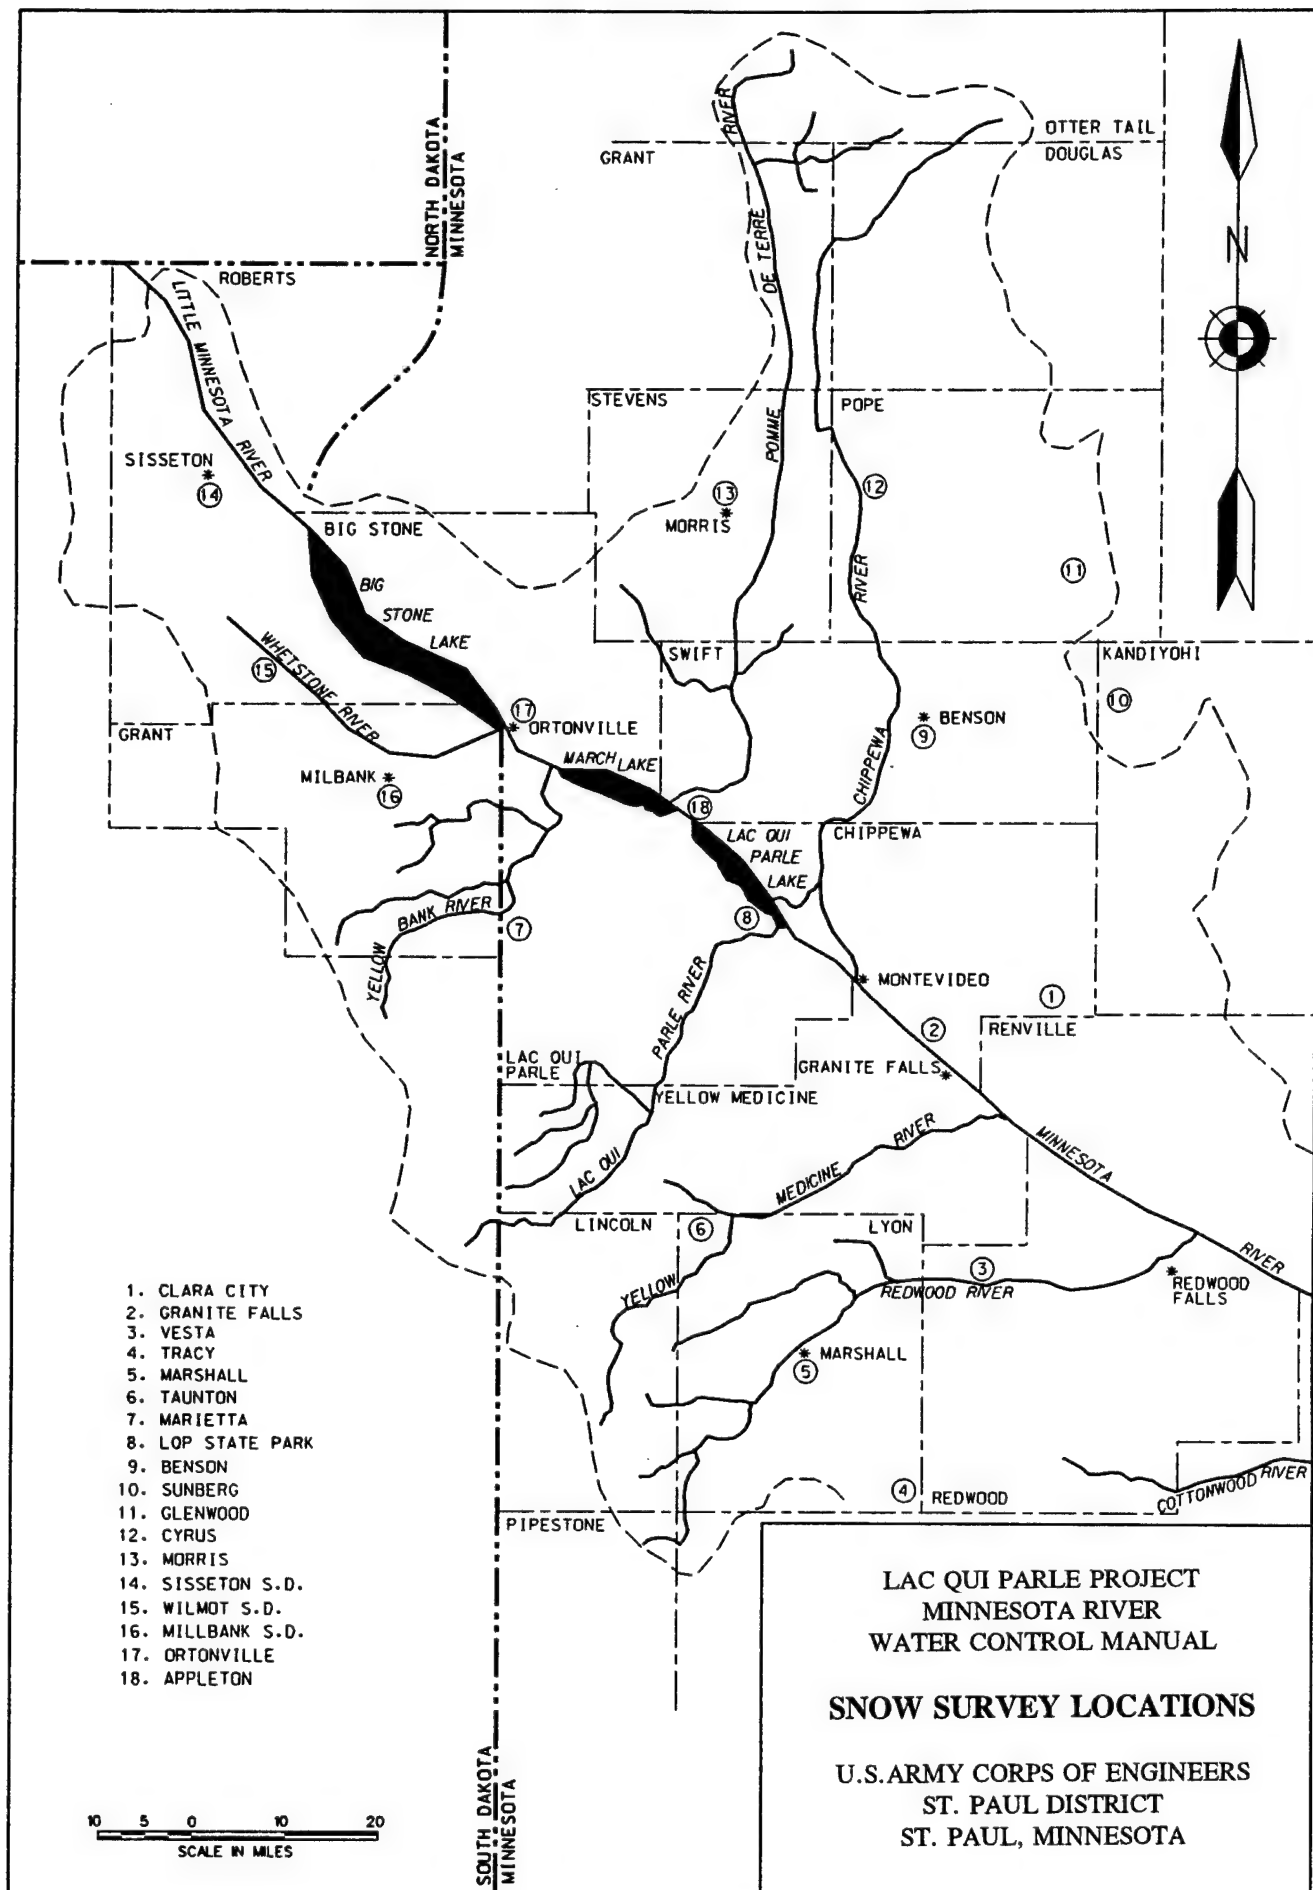 OTTER TAIL
GRANT
DOUGLAS
NORTH DAKOTA
MINNESOTA
RIVER
DE TERRE
POMME
N
ROBERTS
LITTLE MINNESOTA RIVER
STEVENS
POPE
SISSETON
14
13
MORRIS
12
BIG STONE
RIVER
11
BIG
STONE
LAKE
WHETSTONE RIVER
15
SWIFT
KANDIYOHI
10
17
ORTONVILLE
BENSON
9
GRANT
MARCH LAKE
CHIPPEWA
MILBANK
16
18
LAC QUI
PARLE
LAKE
CHIPPEWA
8
BANK RIVER
YELLOW
7
MONTEVIDEO
PARLE RIVER
1
2
RENVILLE
LAC QUI
PARLE
GRANITE FALLS
YELLOW MEDICINE
RIVER
MINNESOTA
LAC QUI
MEDICINE
LINCOLN
6
LYON
RIVER
3
YELLOW
REDWOOD RIVER
REDWOOD
FALLS
MARSHALL
5
4
REDWOOD
COTTONWOOD RIVER
PIPESTONE
1. CLARA CITY
2. GRANITE FALLS
3. VESTA
4. TRACY
5. MARSHALL
6. TAUNTON
7. MARIETTA
8. LOP STATE PARK
9. BENSON
10. SUNBERG
11. GLENWOOD
12. CYRUS
13. MORRIS
14. SISSETON S.D.
15. WILMOT S.D.
16. MILLBANK S.D.
17. ORTONVILLE
18. APPLETON
SOUTH DAKOTA
MINNESOTA
10 5 0 10 20
SCALE IN MILES
LAC QUI PARLE PROJECT
MINNESOTA RIVER
WATER CONTROL MANUAL
SNOW SURVEY LOCATIONS
U.S.ARMY CORPS OF ENGINEERS
ST. PAUL DISTRICT
ST. PAUL, MINNESOTA